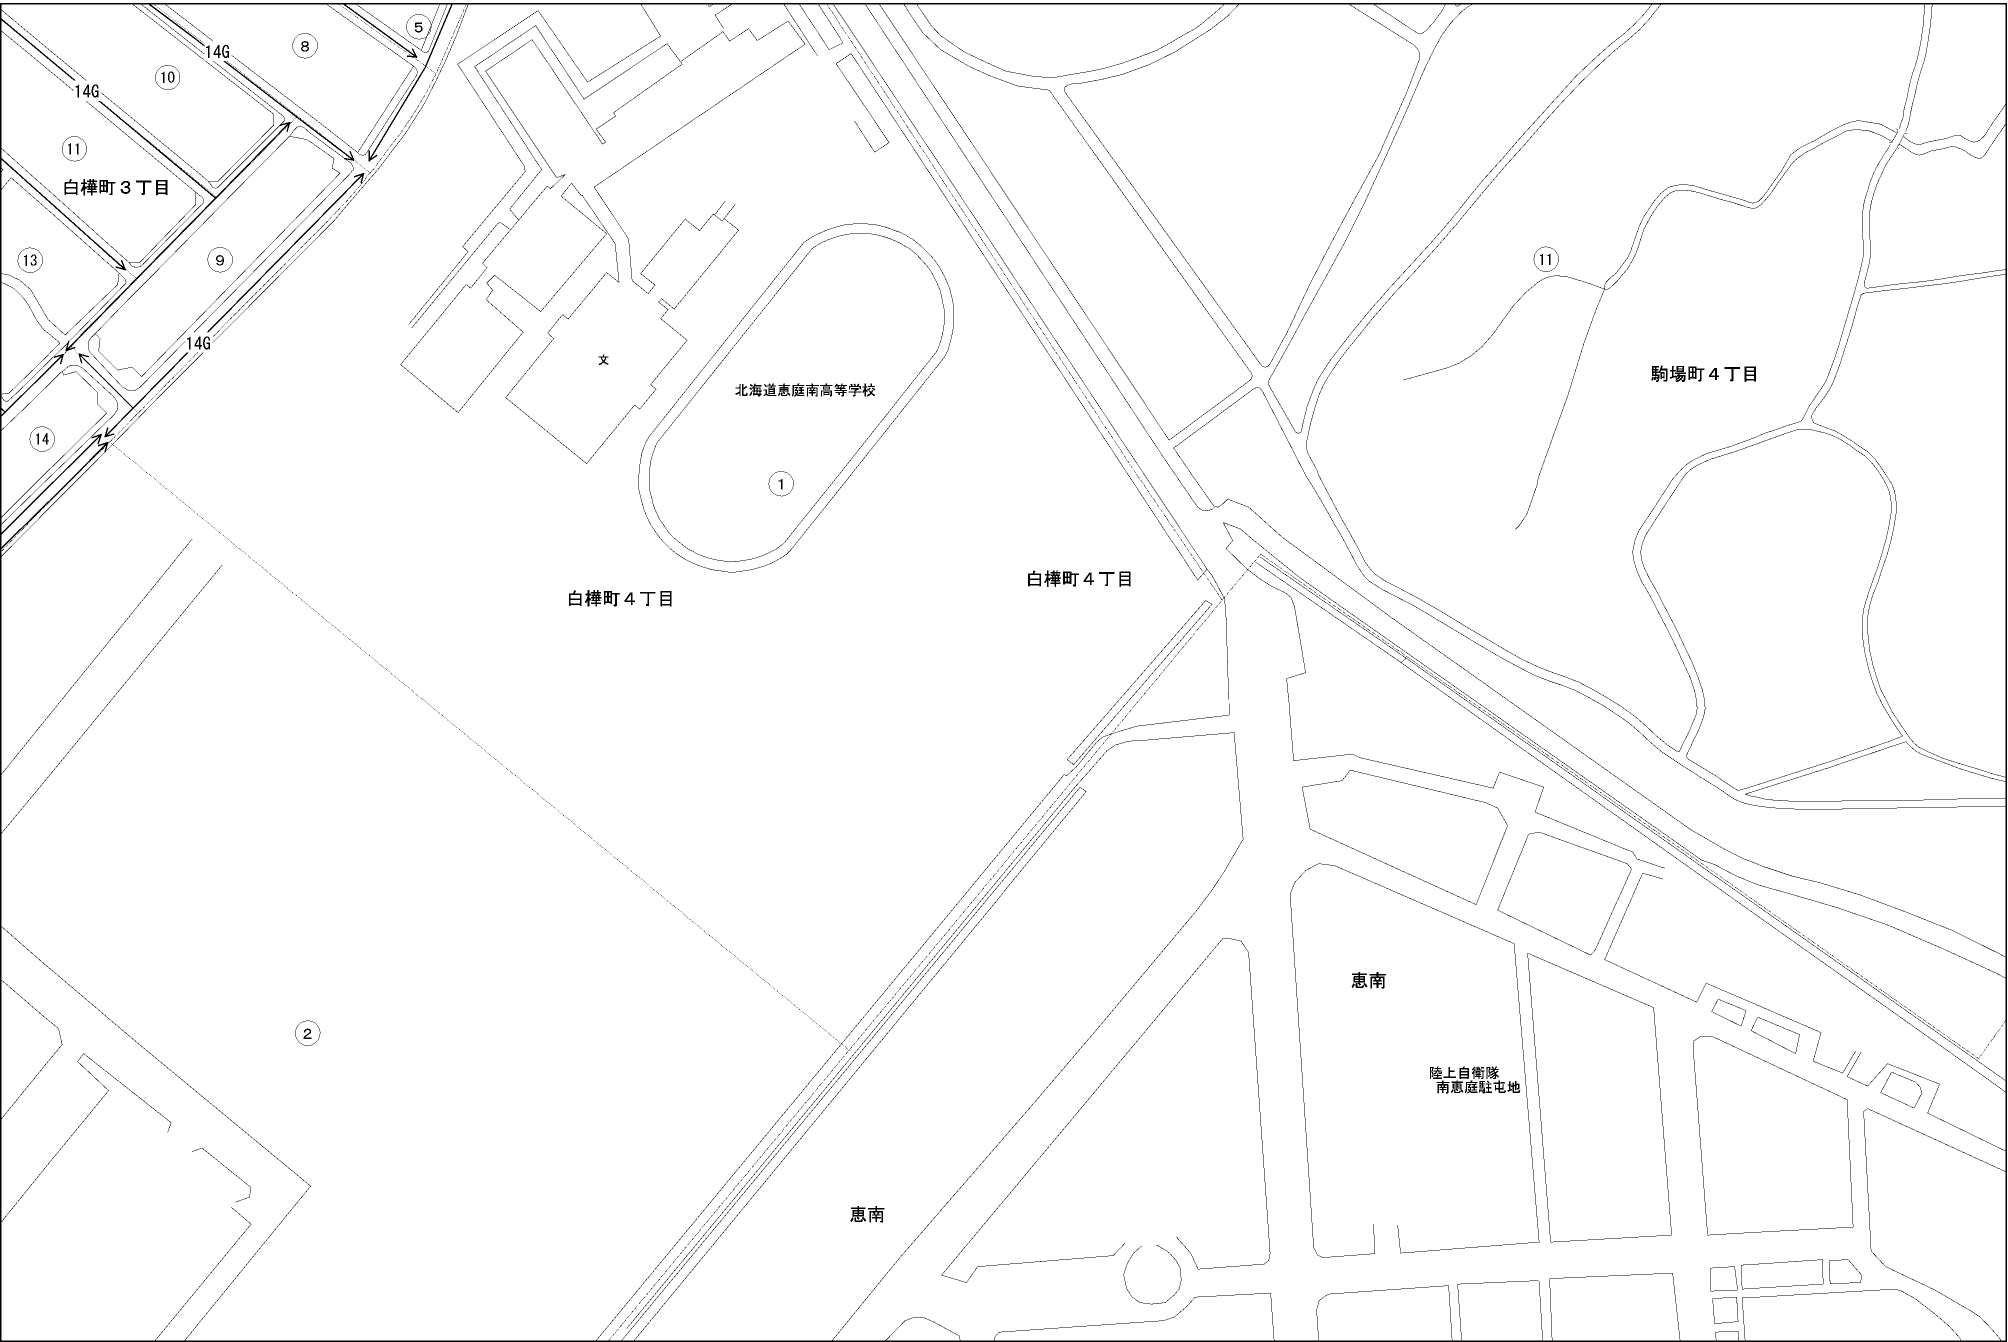 5
8
14G
10
14G
11
白樺町3丁目
13
9
11
14G
文
駒場町4丁目
北海道恵庭南高等学校
14
1
白樺町4丁目
白樺町4丁目
恵南
2
陸上自衛隊
南恵庭駐屯地
恵南